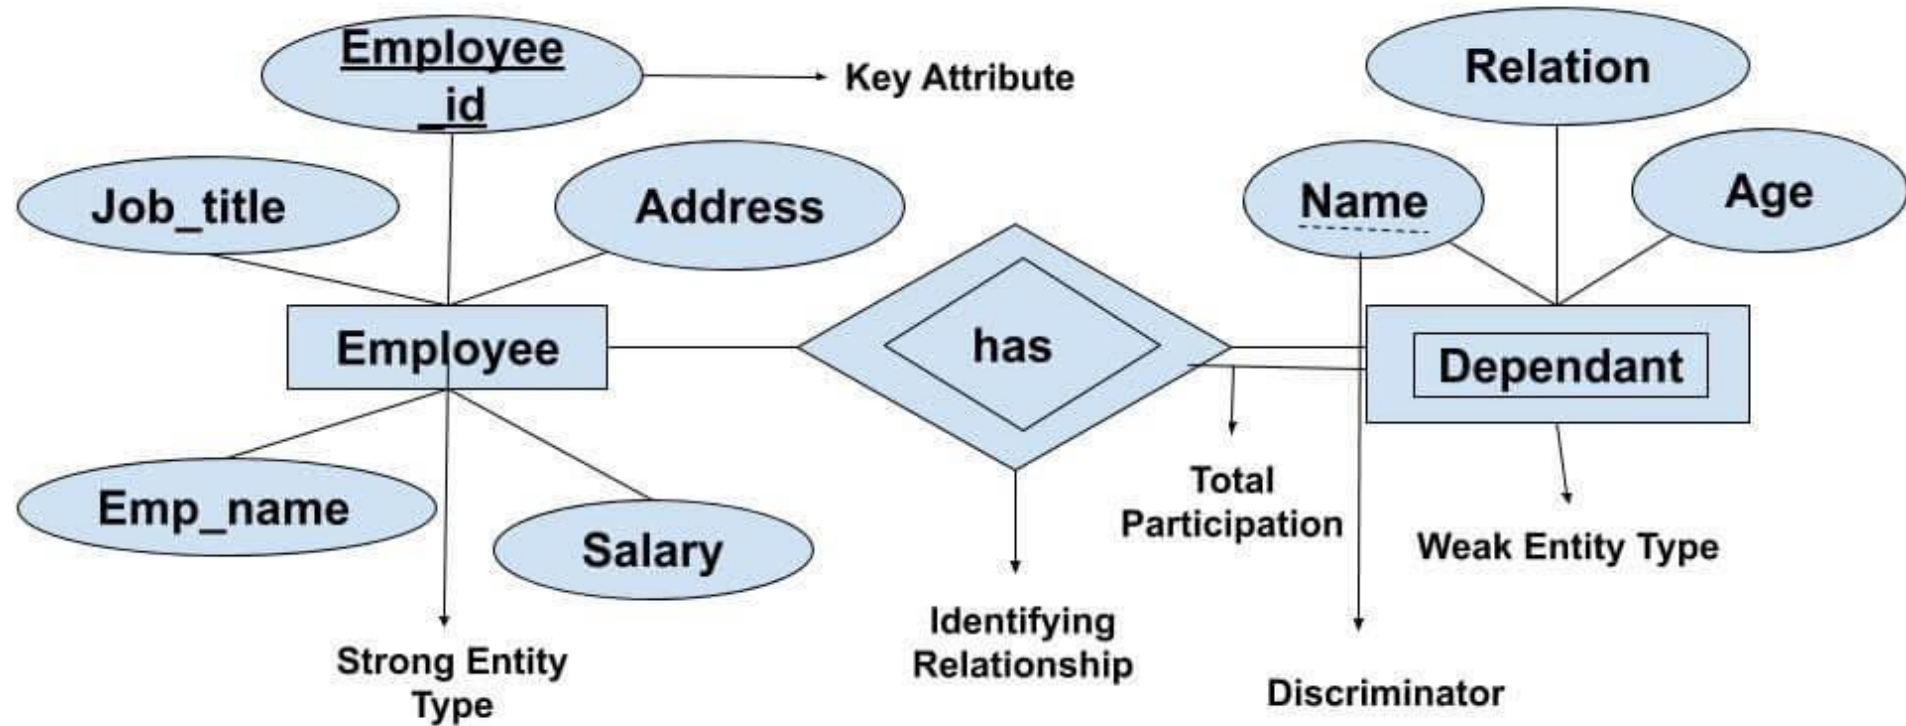 Employee
_id
Key Attribute
Relation
Job_title
Address
Name
Age
Employee
has
Dependant
Emp_name
Salary
Total
Participation
Weak Entity Type
Identifying
Relationship
Strong Entity
Type
Discriminator